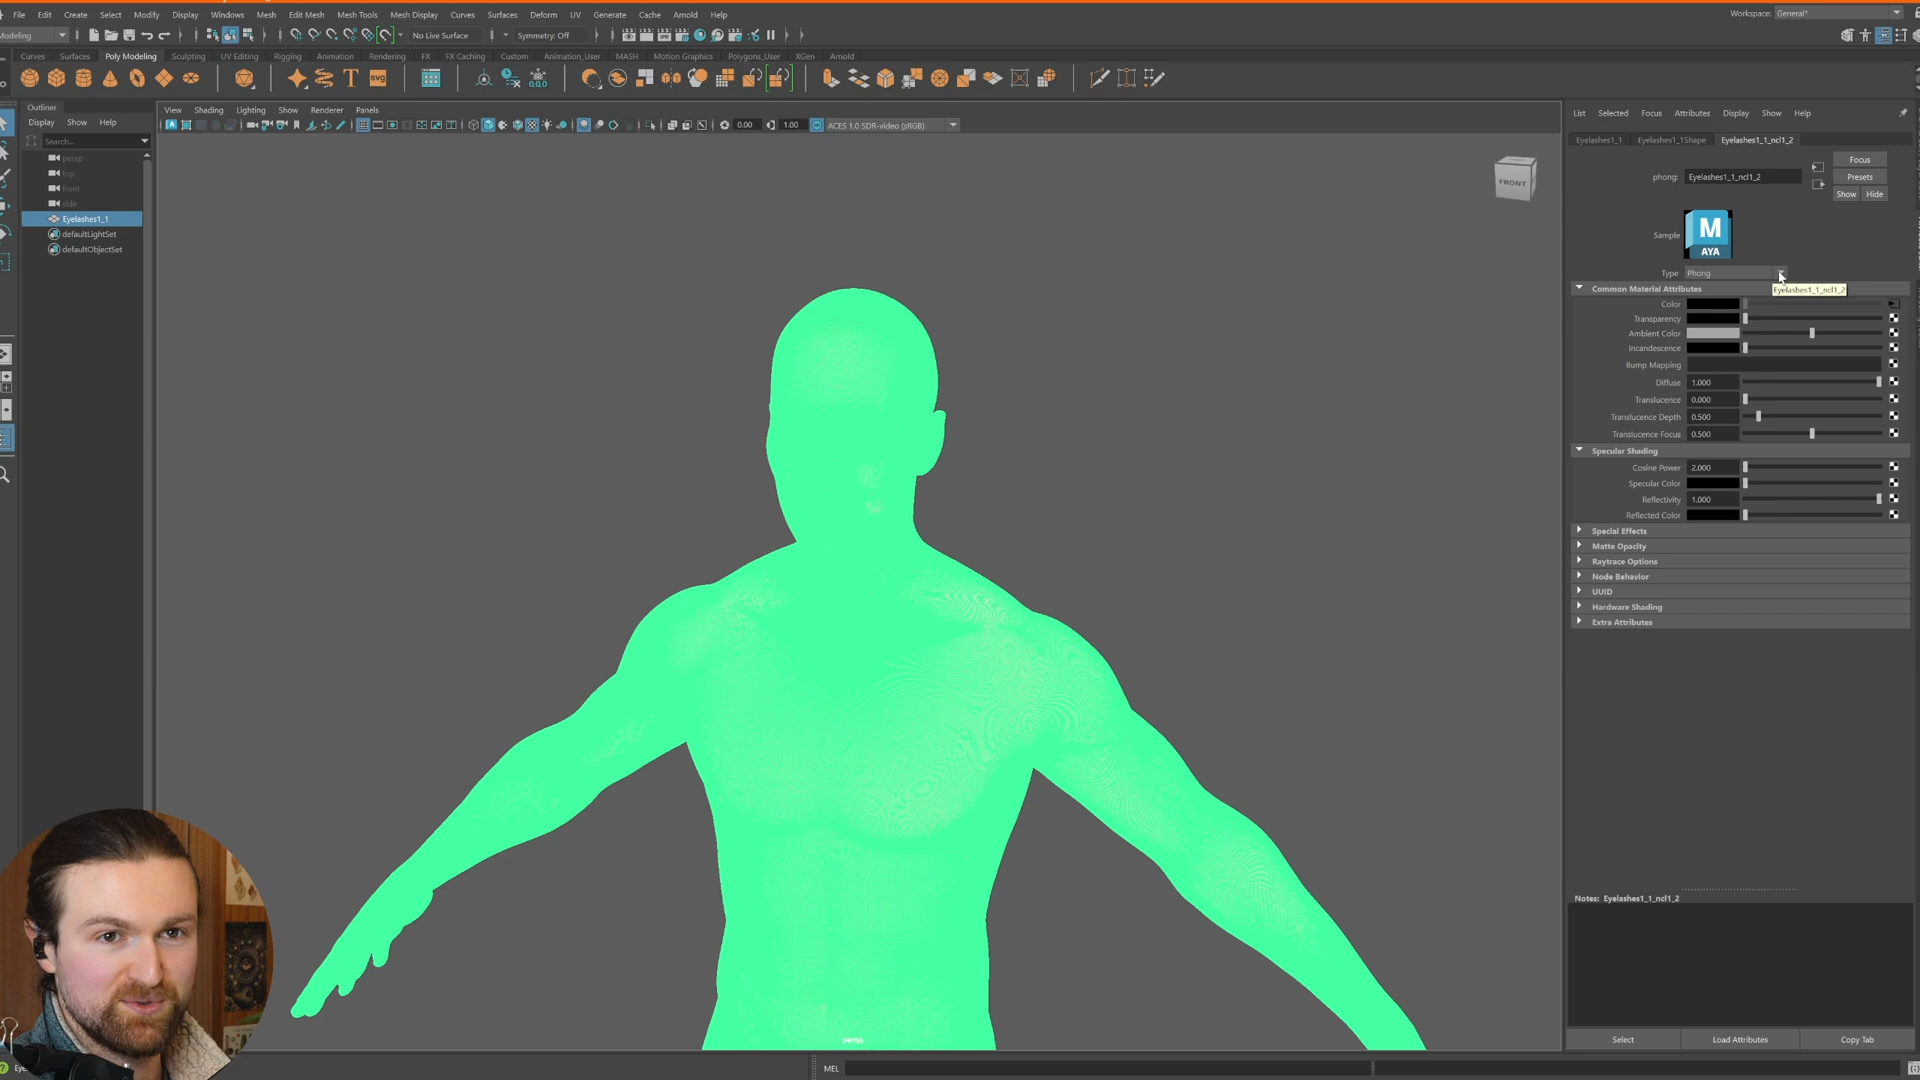 File Edit Create Select Modify Display Windows Mesh Edit Mesh Mesh Tools Mesh Display Curves Surfaces Deform UV Generate Cache Arnold Help
Workspace: General*
Modeling No Live Surface Symmetry: Off
Curves Surfaces Poly Modeling Sculpting UV Editing Rigging Animation Rendering FX FX Caching Custom Animation_User MASH Motion Graphics Polygons_User XGen Arnold
Outliner
Display Show Help
Search...
persp
top
front
side
Eyelashes1_1
defaultLightSet
defaultObjectSet
View Shading Lighting Show Renderer Panels
0.00 1.00 ACES 1.0 SDR-video (sRGB)
FRONT
persp
List Selected Focus Attributes Display Show Help
Eyelashes1_1 Eyelashes1_1Shape Eyelashes1_1_ncl1_2
phong: Eyelashes1_1_ncl1_2
Focus
Presets
Show Hide
Sample
M
AYA
Type Phong
Eyelashes1_1_ncl1_2
Common Material Attributes
Color
Transparency
Ambient Color
Incandescence
Bump Mapping
Diffuse 1.000
Translucence 0.000
Translucence Depth 0.500
Translucence Focus 0.500
Specular Shading
Cosine Power 2.000
Specular Color
Reflectivity 1.000
Reflected Color
Special Effects
Matte Opacity
Raytrace Options
Node Behavior
UUID
Hardware Shading
Extra Attributes
Notes: Eyelashes1_1_ncl1_2
Select Load Attributes Copy Tab
MEL